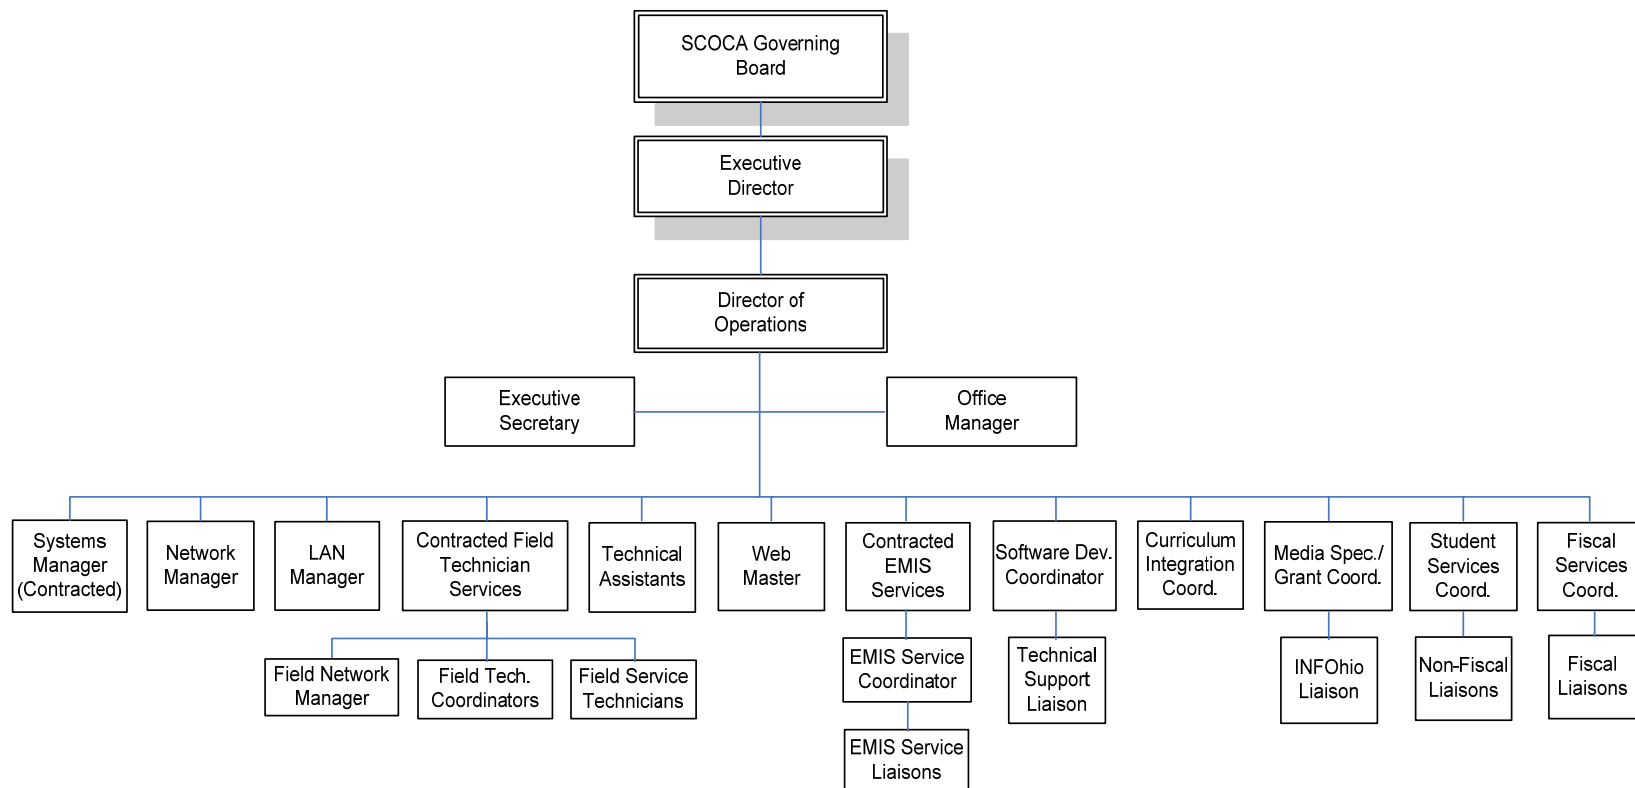 SCOCA Governing
Board
Executive
Director
Director of
Operations
Executive
Secretary
Office
Manager
Systems
Manager
(Contracted)
Network
Manager
LAN
Manager
Contracted Field
Technician
Services
Technical
Assistants
Web
Master
Contracted
EMIS
Services
Software Dev.
Coordinator
Curriculum
Integration
Coord.
Media Spec./
Grant Coord.
Student
Services
Coord.
Fiscal
Services
Coord.
Field Network
Manager
Field Tech.
Coordinators
Field Service
Technicians
EMIS Service
Coordinator
Technical
Support
Liaison
INFOhio
Liaison
Non-Fiscal
Liaisons
Fiscal
Liaisons
EMIS Service
Liaisons